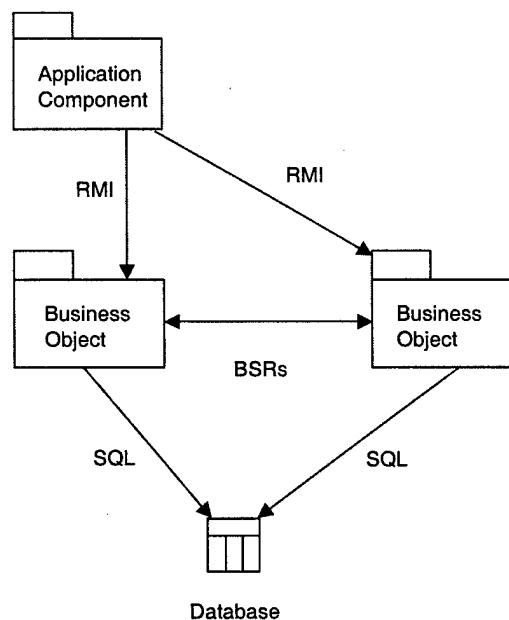 Application
Component
RMI
RMI
Business
Object
Business
Object
BSRs
SQL
SQL
Database